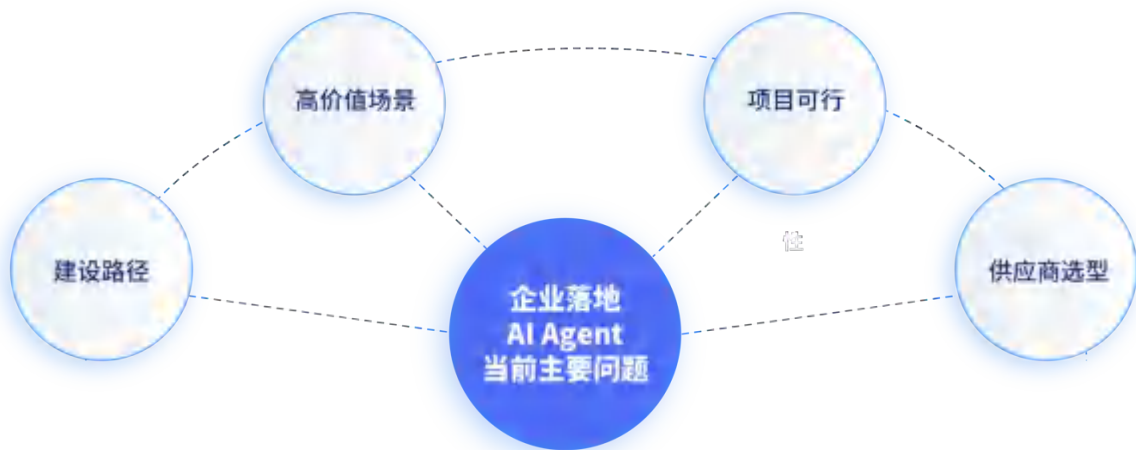 高价值场景
项目可行
性
建设路径
供应商选型
企业落地
AI Agent
当前主要问题